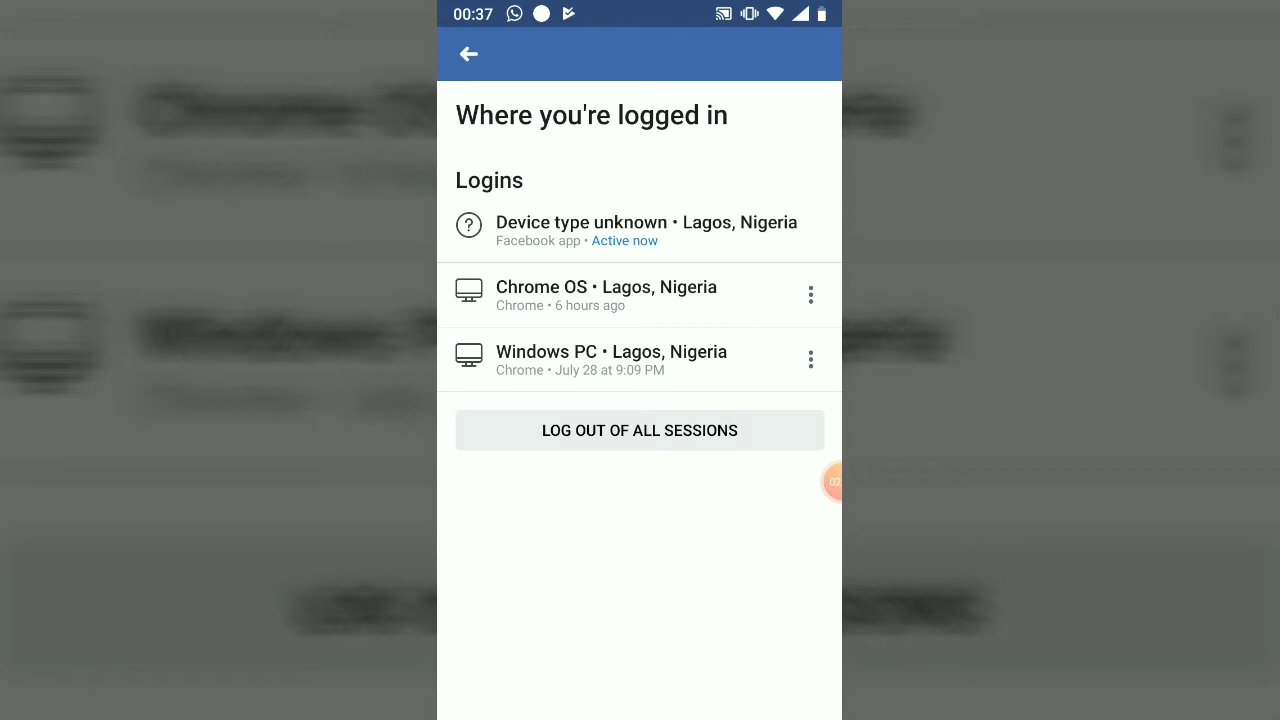 00:37
Where you're logged in
Logins
Device type unknown • Lagos, Nigeria
Facebook app • Active now
Chrome OS • Lagos, Nigeria
Chrome • 6 hours ago
Windows PC • Lagos, Nigeria
Chrome • July 28 at 9:09 PM
LOG OUT OF ALL SESSIONS